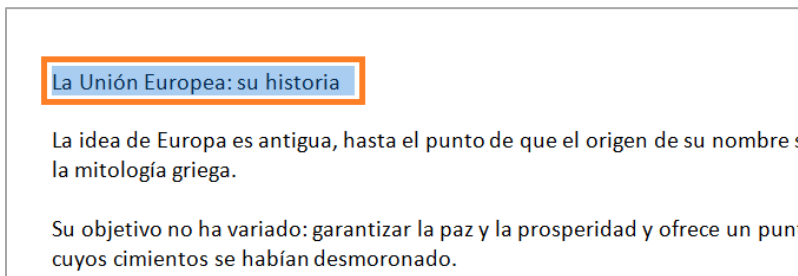 La Unión Europea: su historia
La idea de Europa es antigua, hasta el punto de que el origen de su nombre
la mitología griega.
Su objetivo no ha variado: garantizar la paz y la prosperidad y ofrece un
cuyos cimientos se habían desmoronado.